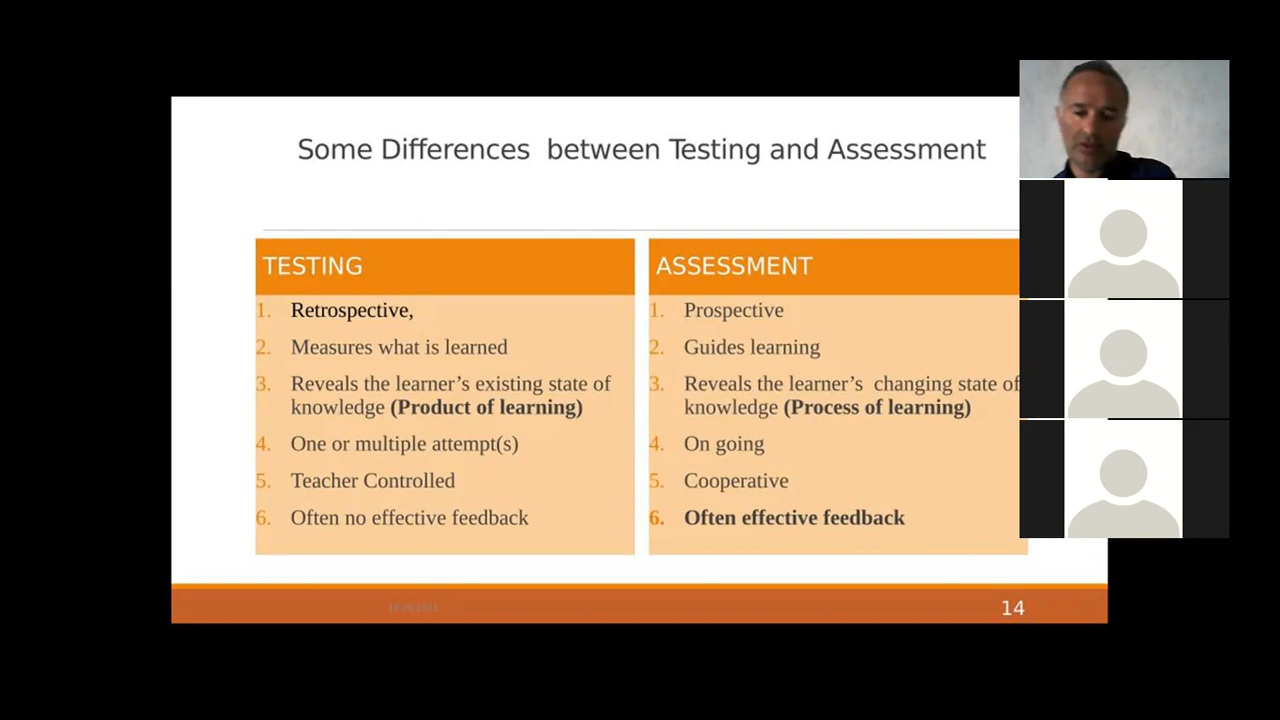 Some Differences between Testing and Assessment
TESTING
1. Retrospective,
2. Measures what is learned
3. Reveals the learner’s existing state of
knowledge (Product of learning)
4. One or multiple attempt(s)
5. Teacher Controlled
6. Often no effective feedback
ASSESSMENT
1. Prospective
2. Guides learning
3. Reveals the learner’s changing state of
knowledge (Process of learning)
4. On going
5. Cooperative
6. Often effective feedback
14